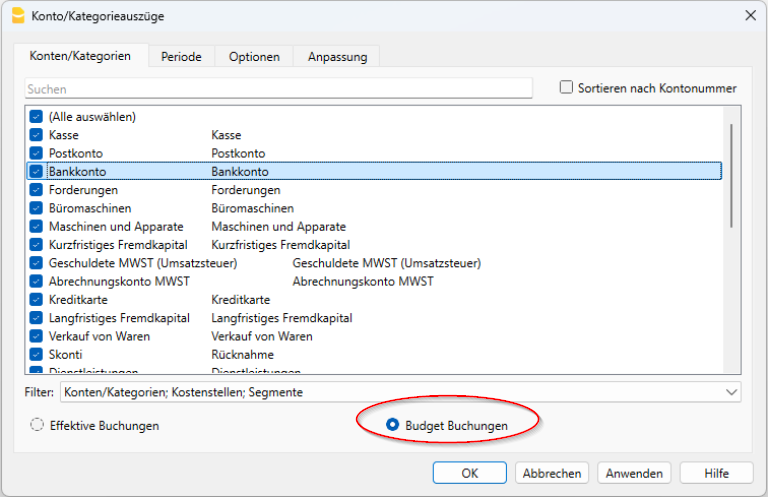 Konto/Kategorieauszüge
Konten/Kategorien Periode Optionen Anpassung
Suchen Sortieren nach Kontonummer
(Alle auswählen)
Kasse Kasse
Postkonto Postkonto
Bankkonto Bankkonto
Forderungen Forderungen
Büromaschinen Büromaschinen
Maschinen und Apparate Maschinen und Apparate
Kurzfristiges Fremdkapital Kurzfristiges Fremdkapital
Geschuldete MWST (Umsatzsteuer) Geschuldete MWST (Umsatzsteuer)
Abrechnungskonto MWST Abrechnungskonto MWST
Kreditkarte Kreditkarte
Langfristiges Fremdkapital Langfristiges Fremdkapital
Verkauf von Waren Verkauf von Waren
Skonti Rücknahme
Dienstleistungen Dienstleistungen
Filter: Konten/Kategorien; Kostenstellen; Segmente
Effektive Buchungen Budget Buchungen
OK Abbrechen Anwenden Hilfe